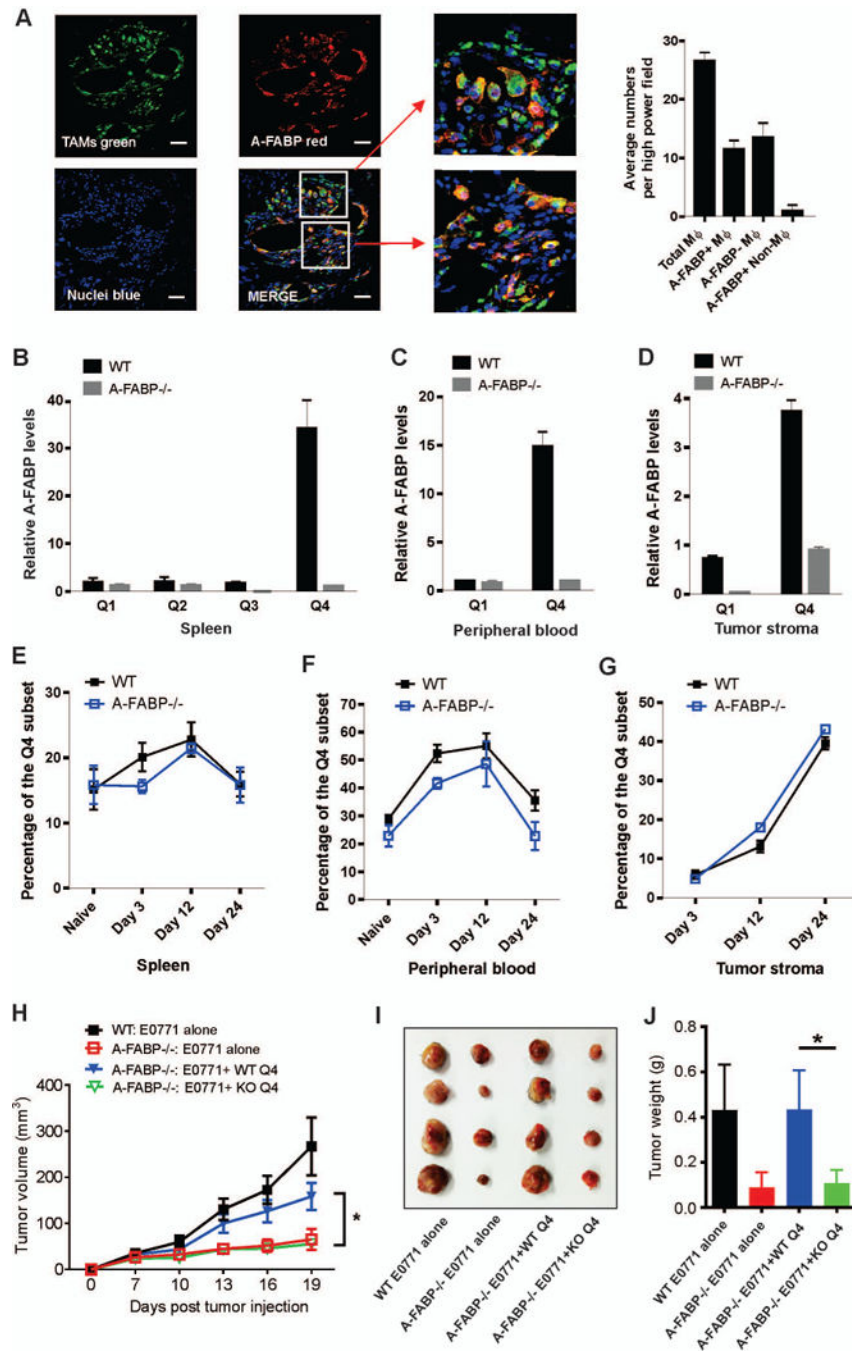 A
TAMs green
A-FABP red
Nuclei blue
MERGE
Average numbers
per high power field
30
20
10
0
Total Mϕ
A-FABP+ Mϕ
A-FABP- Mϕ
A-FABP+ Non-Mϕ
B
WT
A-FABP-/-
Relative A-FABP levels
40
30
20
10
0
Q1 Q2 Q3 Q4
Spleen
C
WT
A-FABP-/-
Relative A-FABP levels
20
15
10
5
0
Q1 Q4
Peripheral blood
D
WT
A-FABP-/-
Relative A-FABP levels
4
3
2
1
0
Q1 Q4
Tumor stroma
E
WT
A-FABP-/-
Percentage of the Q4 subset
30
20
10
0
Naive Day 3 Day 12 Day 24
Spleen
F
WT
A-FABP-/-
Percentage of the Q4 subset
70
60
50
40
30
20
10
0
Naive Day 3 Day 12 Day 24
Peripheral blood
G
WT
A-FABP-/-
Percentage of the Q4 subset
50
40
30
20
10
0
Day 3 Day 12 Day 24
Tumor stroma
H
WT: E0771 alone
A-FABP-/-: E0771 alone
A-FABP-/-: E0771+ WT Q4
A-FABP-/-: E0771+ KO Q4
Tumor volume (mm³)
400
300
200
100
0
*
0 7 10 13 16 19
Days post tumor injection
I
WT E0771 alone
A-FABP-/- E0771 alone
A-FABP-/- E0771+WT Q4
A-FABP-/- E0771+KO Q4
J
Tumor weight (g)
0.8
0.6
0.4
0.2
0.0
*
WT E0771 alone
A-FABP-/- E0771 alone
A-FABP-/- E0771+WT Q4
A-FABP-/- E0771+KO Q4